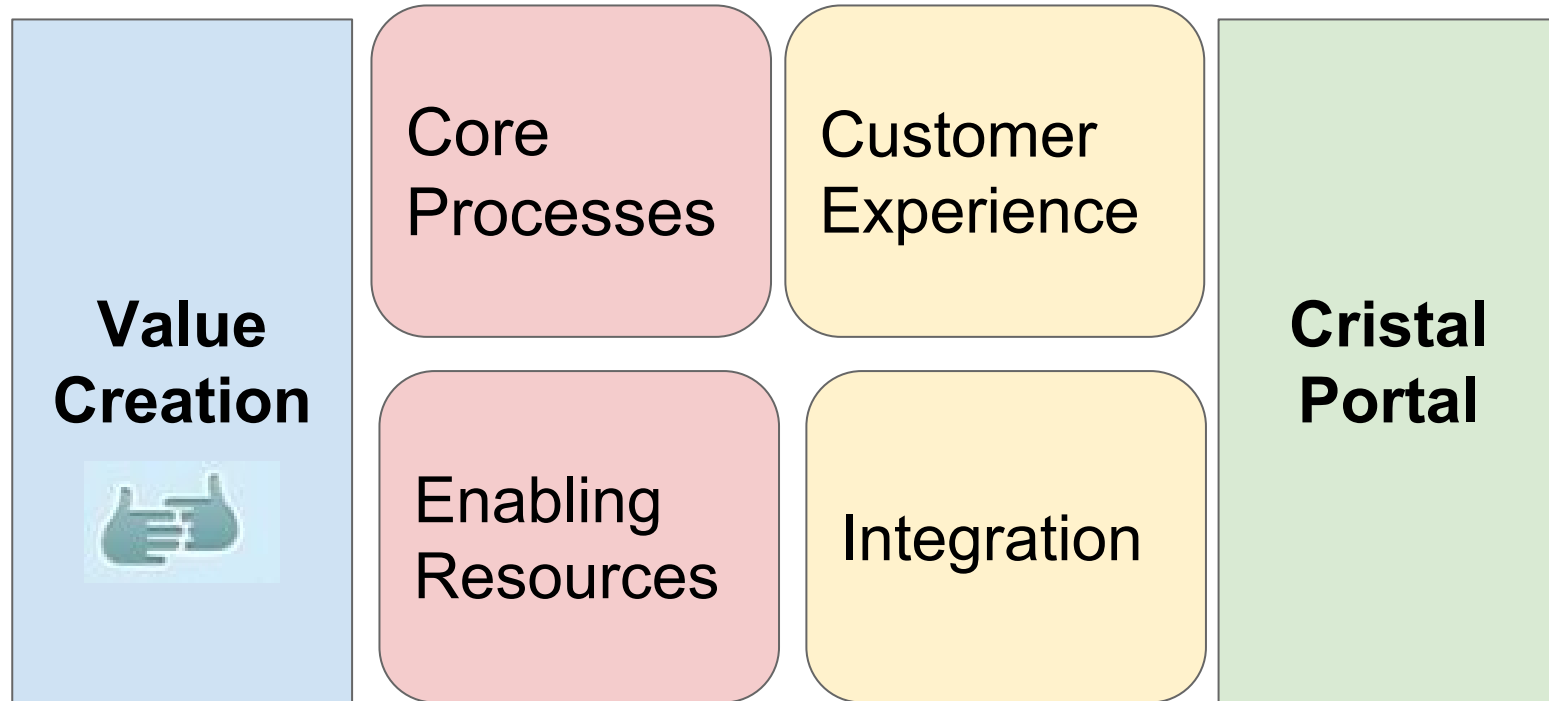 Value
Creation
Core
Processes
Customer
Experience
Enabling
Resources
Integration
Cristal
Portal